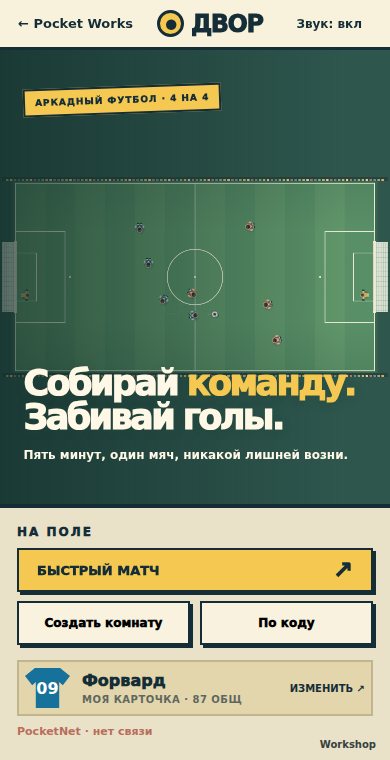 ← Pocket Works
ДВОР
Звук: вкл
АРКАДНЫЙ ФУТБОЛ · 4 НА 4
Собирай команду.
Забивай голы.
Пять минут, один мяч, никакой лишней возни.
НА ПОЛЕ
БЫСТРЫЙ МАТЧ ↗
Создать комнату
По коду
09
Форвард
МОЯ КАРТОЧКА · 87 ОБЩ
ИЗМЕНИТЬ ↗
PocketNet · нет связи
Workshop